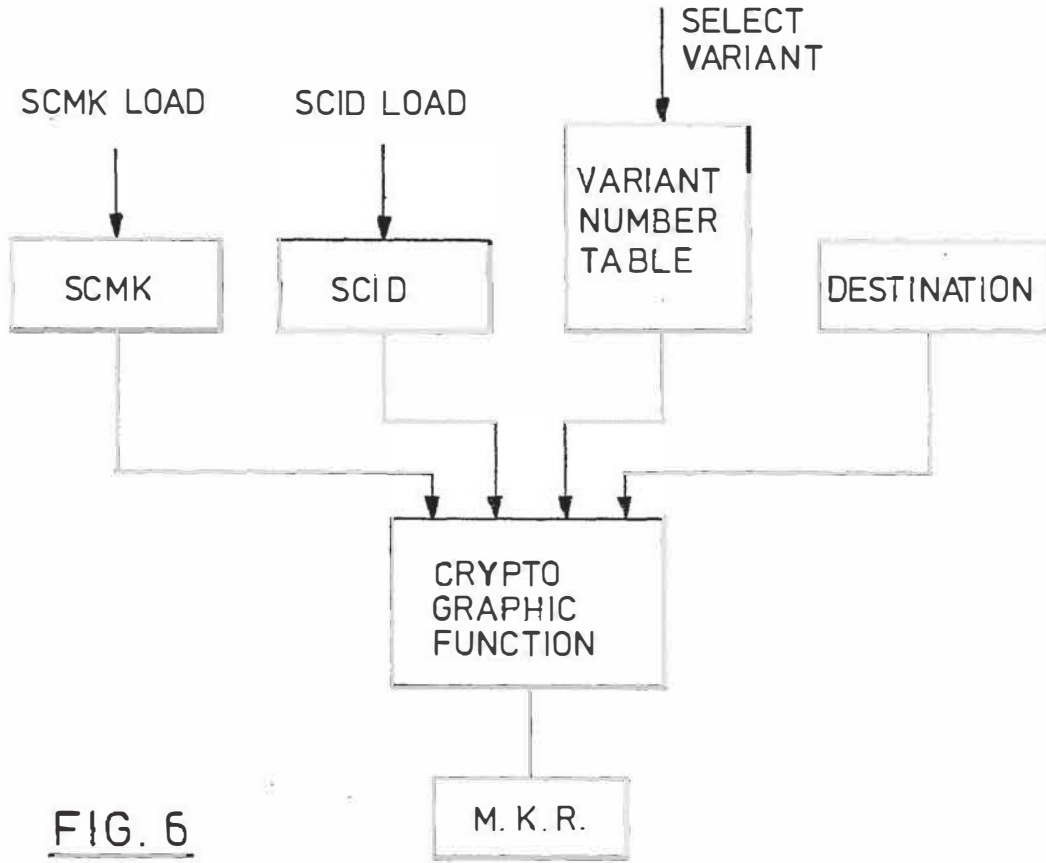 SELECT
VARIANT
SCMK LOAD
SCID LOAD
VARIANT
NUMBER
TABLE
SCMK
SCID
DESTINATION
CRYPTO
GRAPHIC
FUNCTION
M. K. R.
FIG. 6